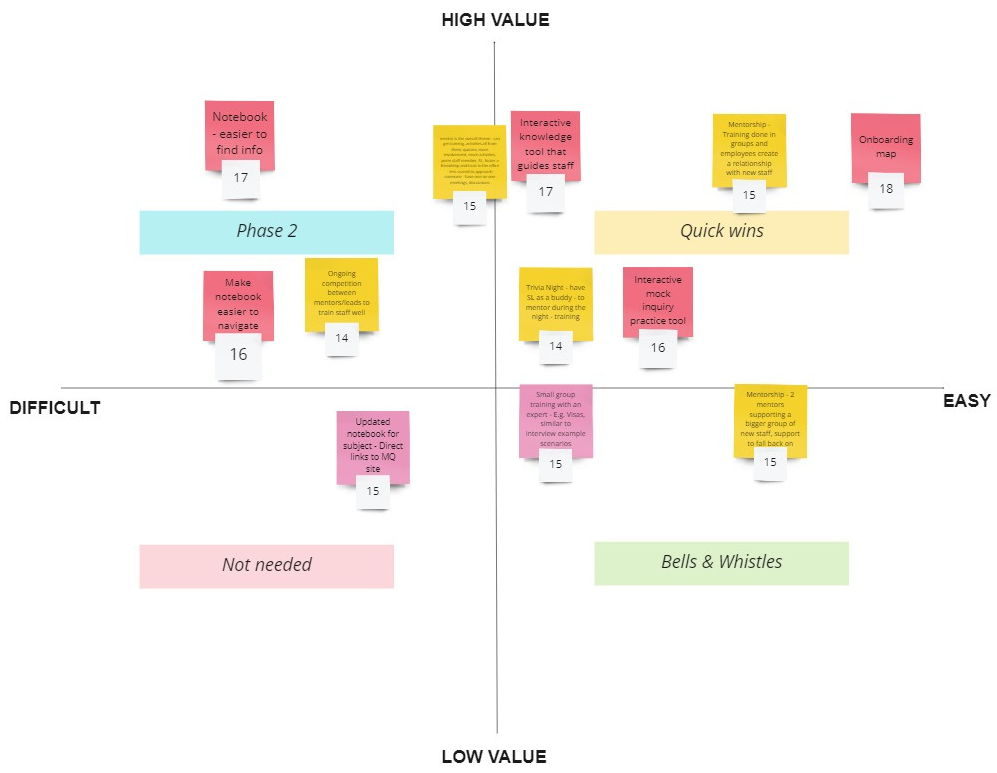 HIGH VALUE
Notebook
- easier to
find info
17
15
Interactive
knowledge
tool that
guides staff
17
Mentorship -
Training done in
groups and
employees create
a relationship
with new staff
15
Onboarding
map
18
Phase 2
Quick wins
Make
notebook
easier to
navigate
16
Ongoing
competition
between
mentors/leads to
train staff well
14
Trivia Night - have
SL as a buddy - to
mentor during the
night - training
14
Interactive
mock
inquiry
practice tool
16
DIFFICULT
EASY
Updated
notebook for
subject - Direct
links to MQ
site
15
Small group
training with an
expert - E.g. Visas,
similar to
interview example
scenarios
15
Mentorship - 2
mentors
supporting a
bigger group of
new staff, support
to fall back on
15
Not needed
Bells & Whistles
LOW VALUE